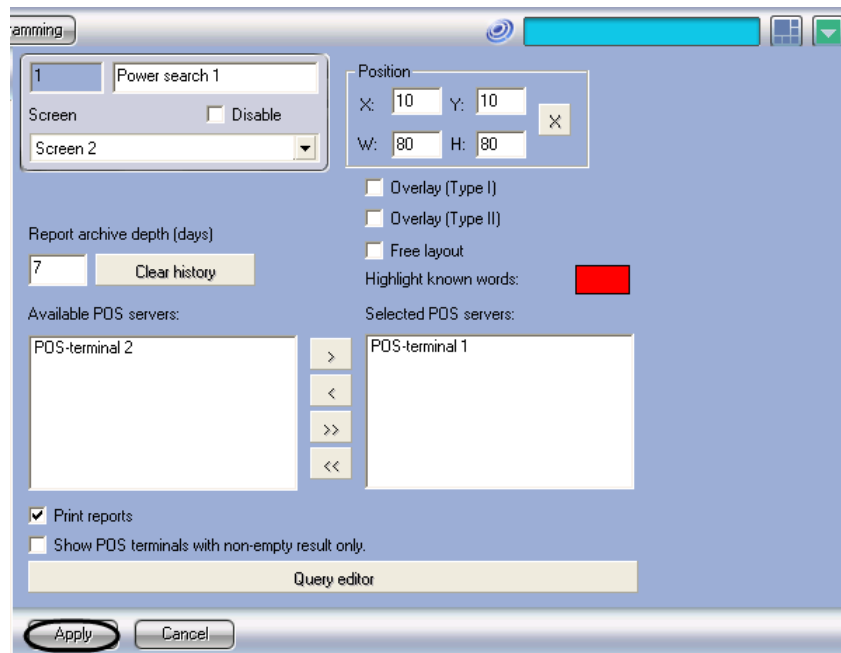 amming
1 Power search 1
Screen Disable
Screen 2
Position
X: 10 Y: 10
X
W: 80 H: 80
Overlay (Type I)
Overlay (Type II)
Free layout
Report archive depth (days)
7 Clear history
Highlight known words:
Available POS servers: Selected POS servers:
POS-terminal 2 > POS-terminal 1
<
>>
<<
Print reports
Show POS terminals with non-empty result only.
Query editor
Apply Cancel